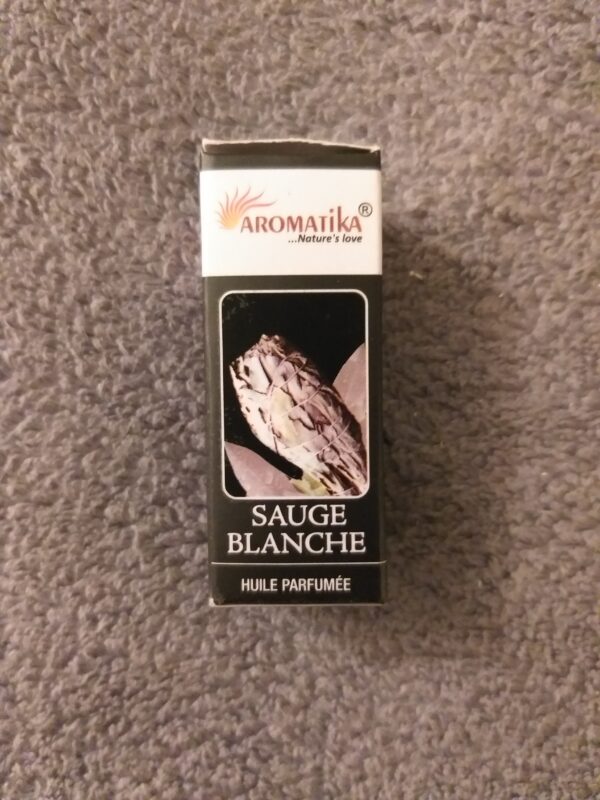 AROMATIKA®
...Nature's love
SAUGE
BLANCHE
HUILE PARFUMÉE